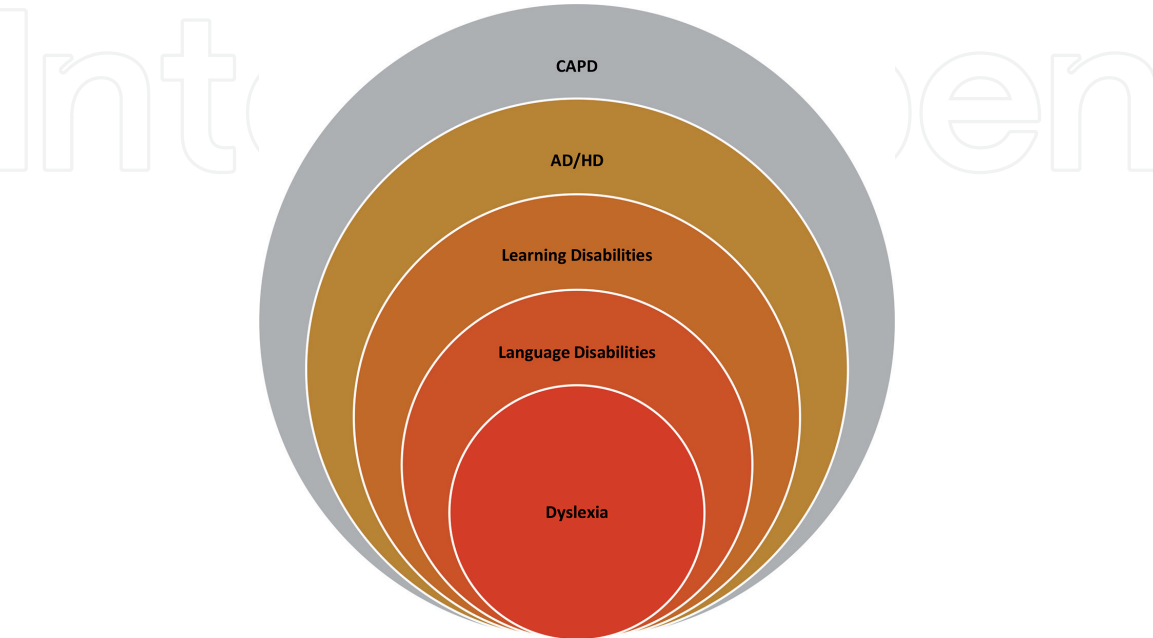 CAPD
AD/HD
Learning Disabilities
Language Disabilities
Dyslexia